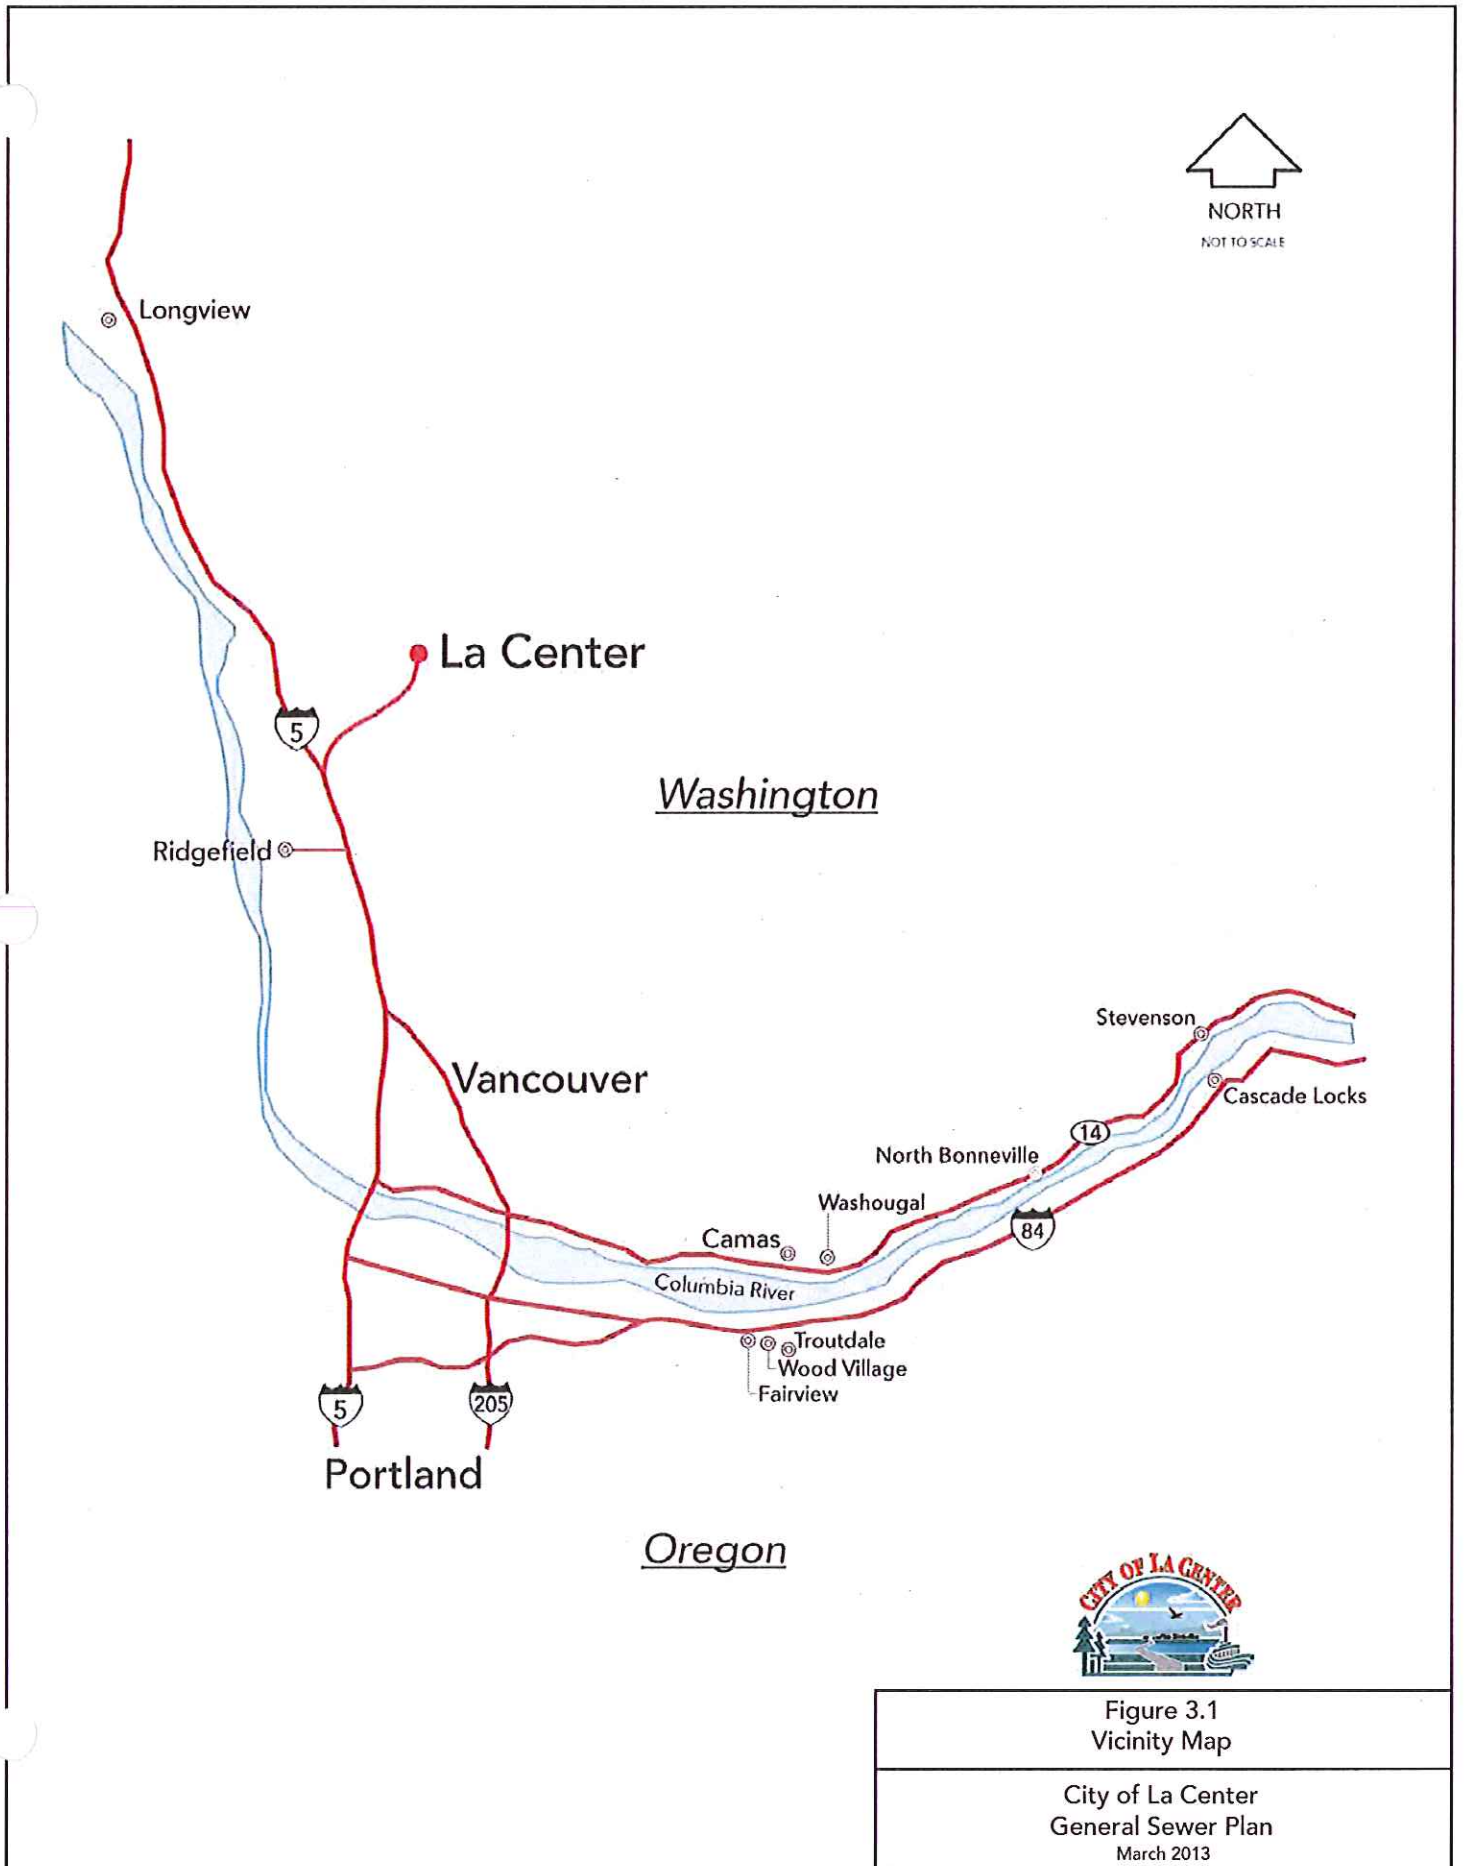 NORTH
NOT TO SCALE
Longview
La Center
5
Washington
Ridgefield
Stevenson
Vancouver
Cascade Locks
14
North Bonneville
Washougal
84
Camas
Columbia River
Troutdale
Wood Village
Fairview
5
205
Portland
Oregon
CITY OF LA CENTER
Figure 3.1
Vicinity Map
City of La Center
General Sewer Plan
March 2013